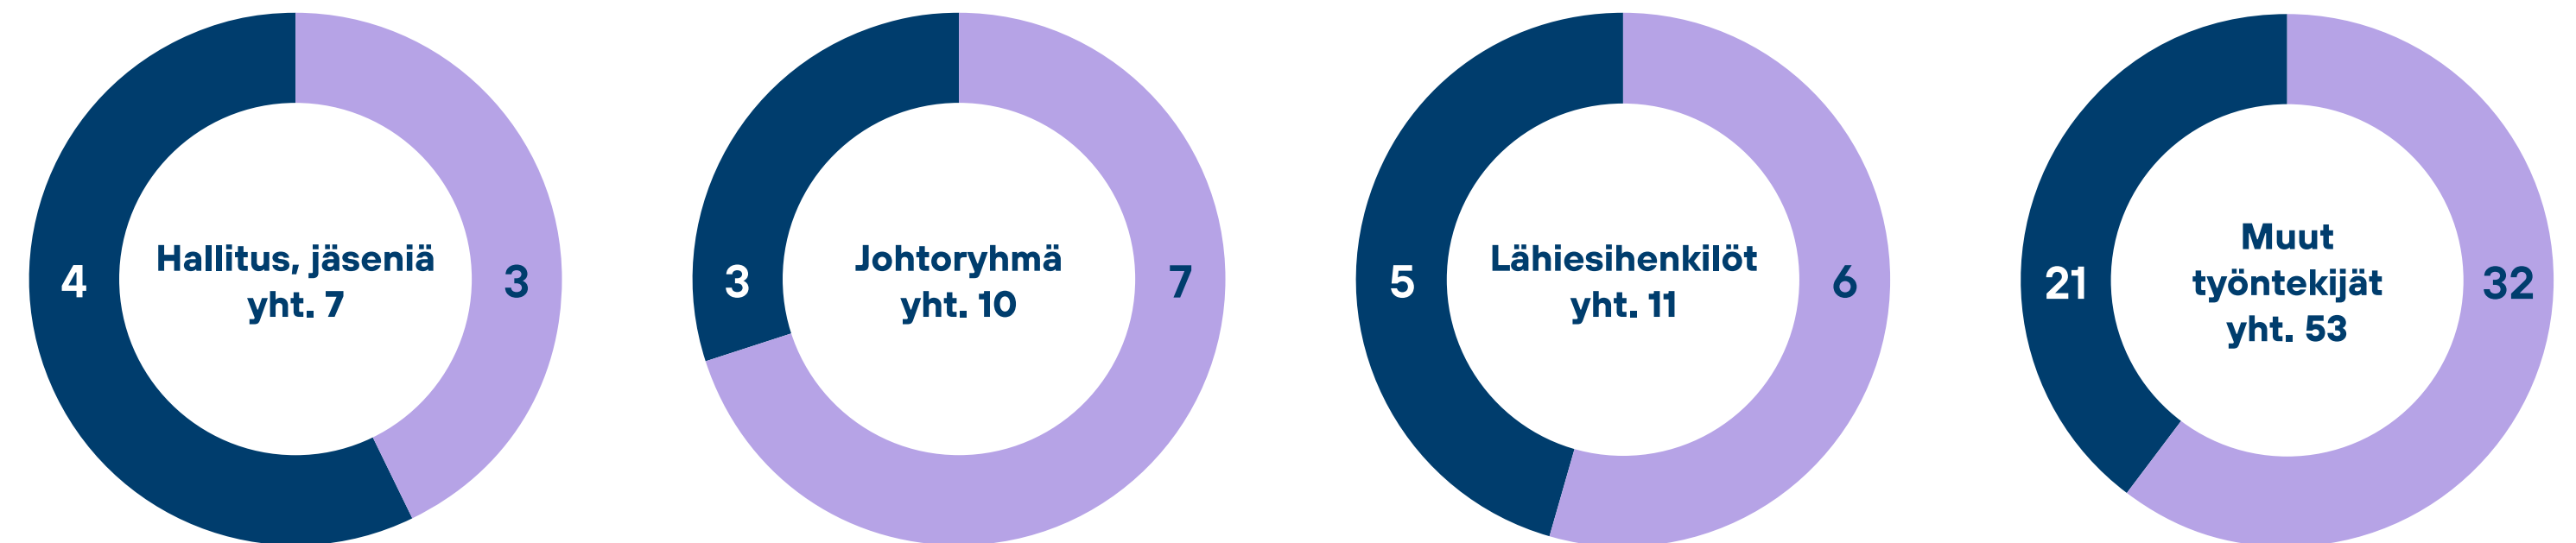 4
Hallitus, jäseniä
yht. 7
3
3
Johtoryhmä
yht. 10
7
5
Lähiesihenkilöt
yht. 11
6
21
Muut
työntekijät
yht. 53
32